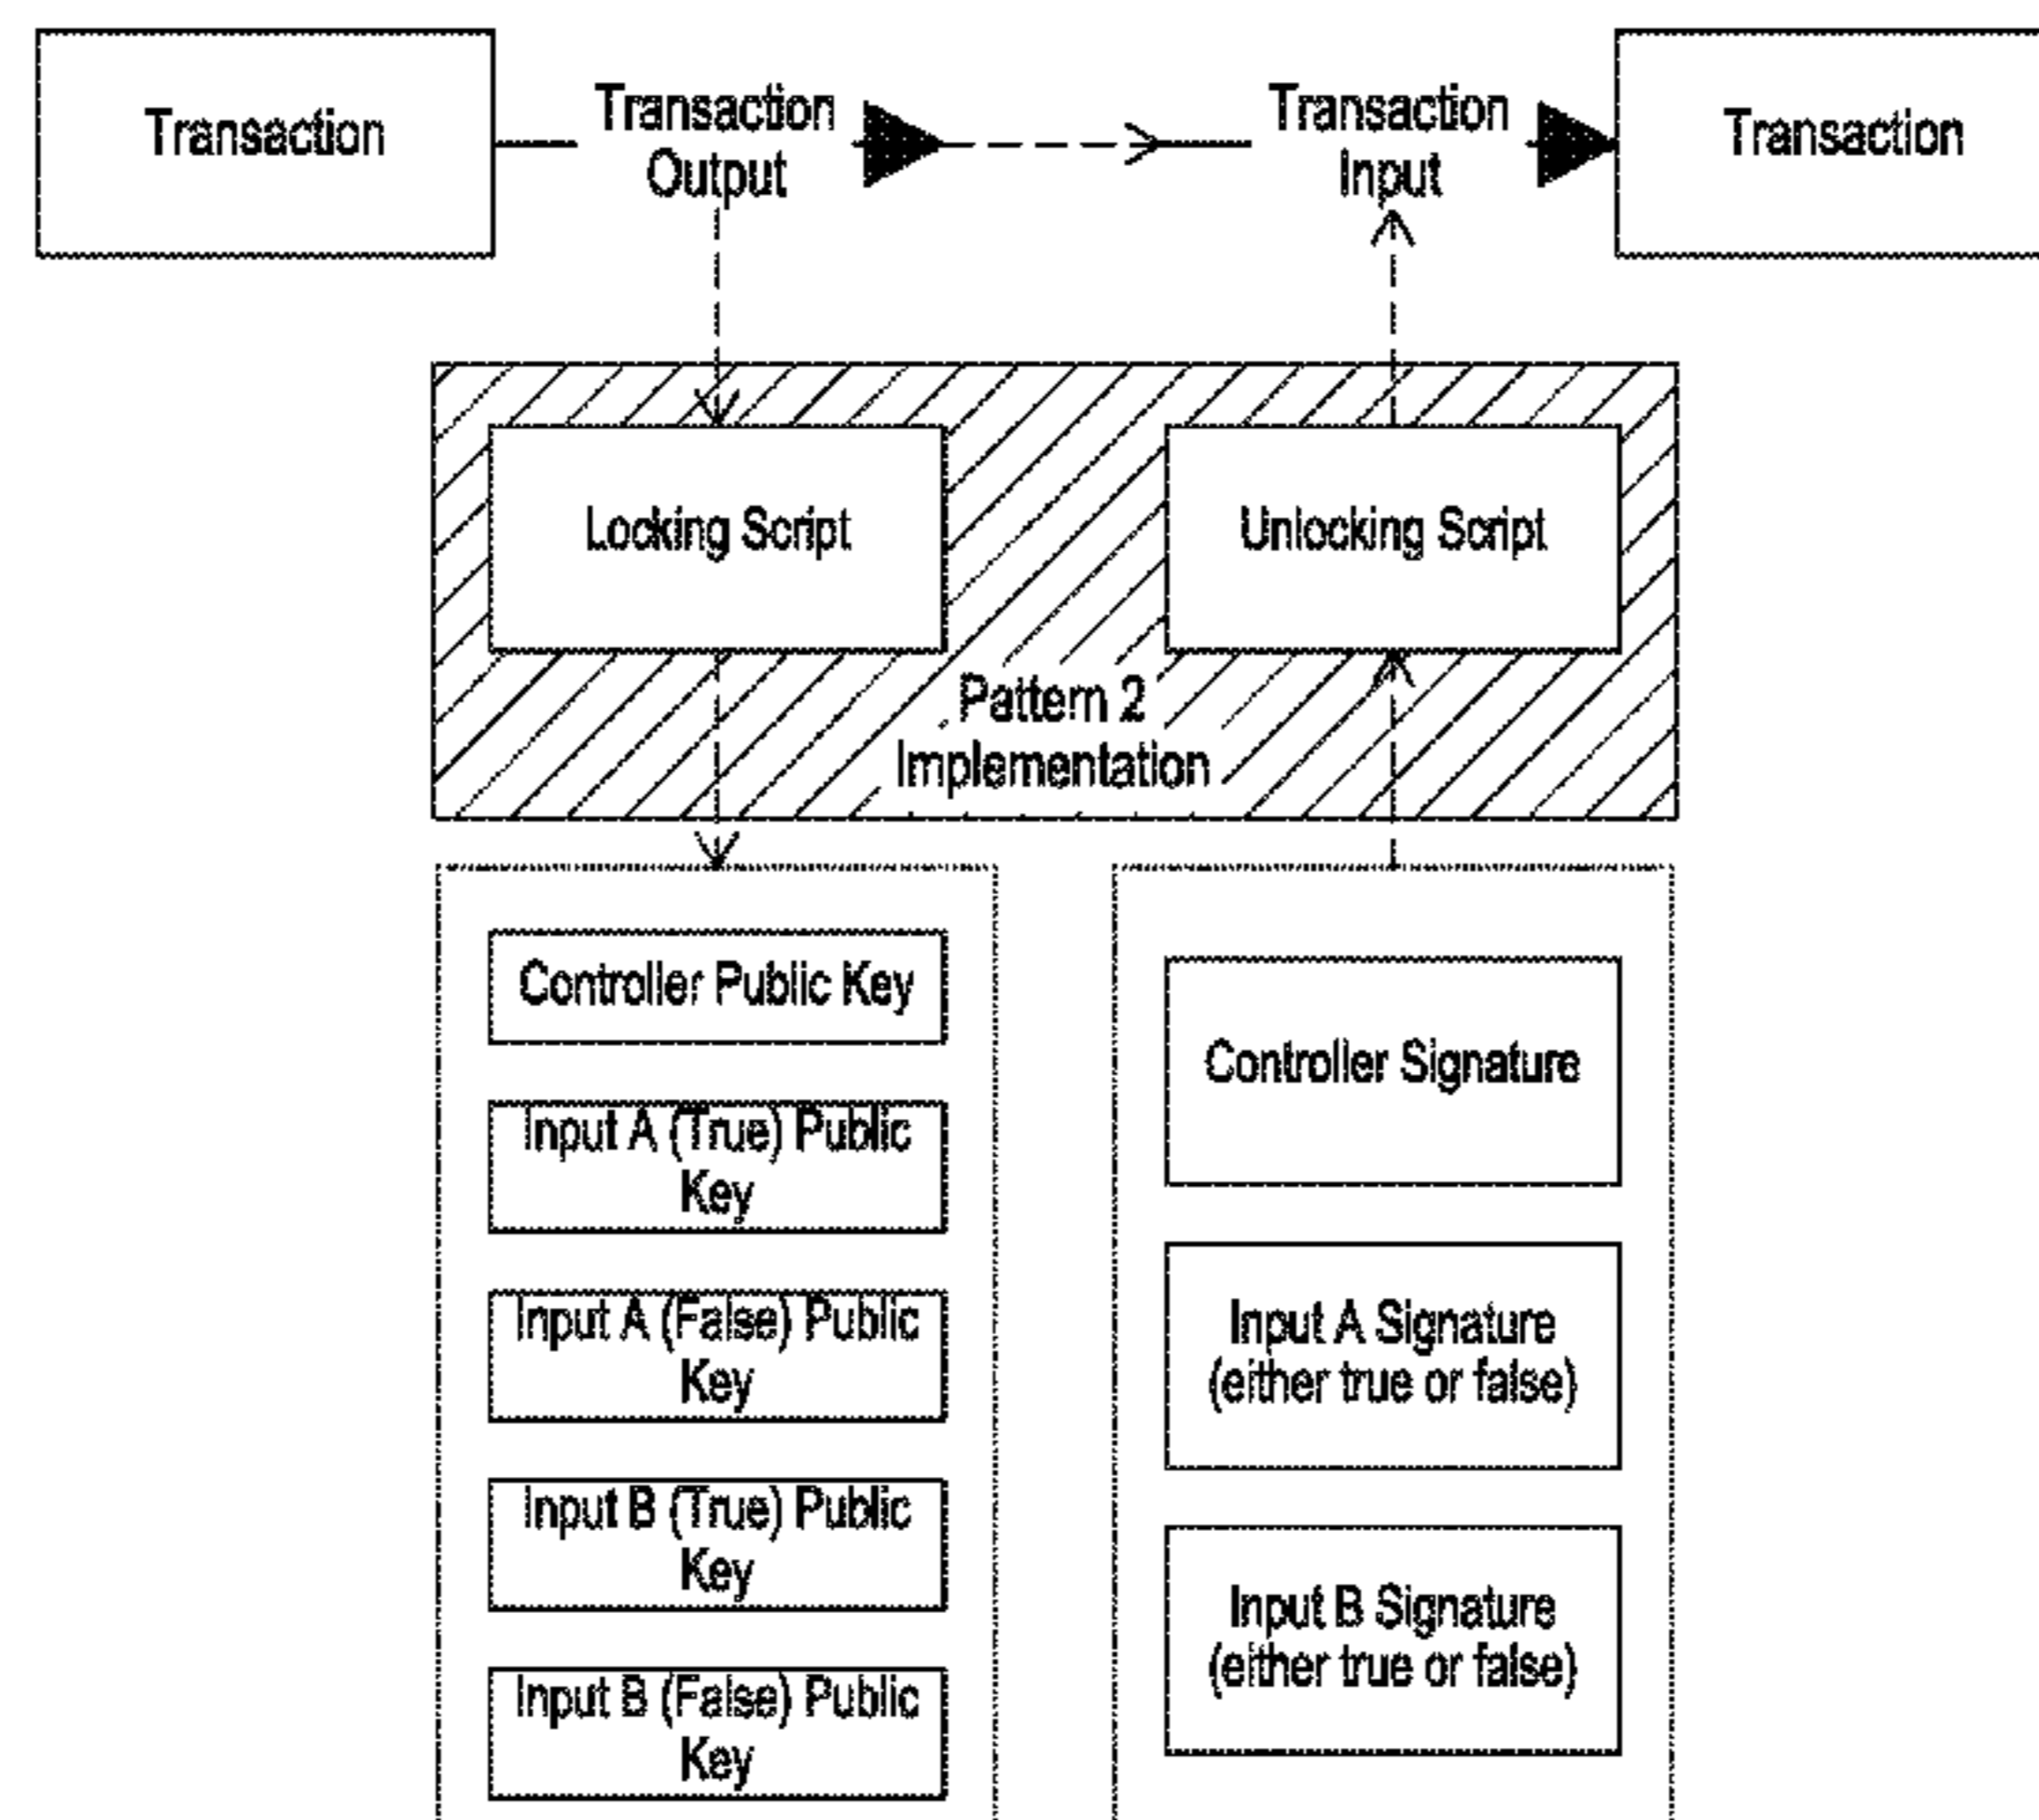 Transaction
Transaction
Output
Transaction
Input
Transaction
Locking Script
Unlocking Script
Pattern 2
Implementation
Controller Public Key
Input A (True) Public
Key
Input A (False) Public
Key
Input B (True) Public
Key
Input B (False) Public
Key
Controller Signature
Input A Signature
(either true or false)
Input B Signature
(either true or false)